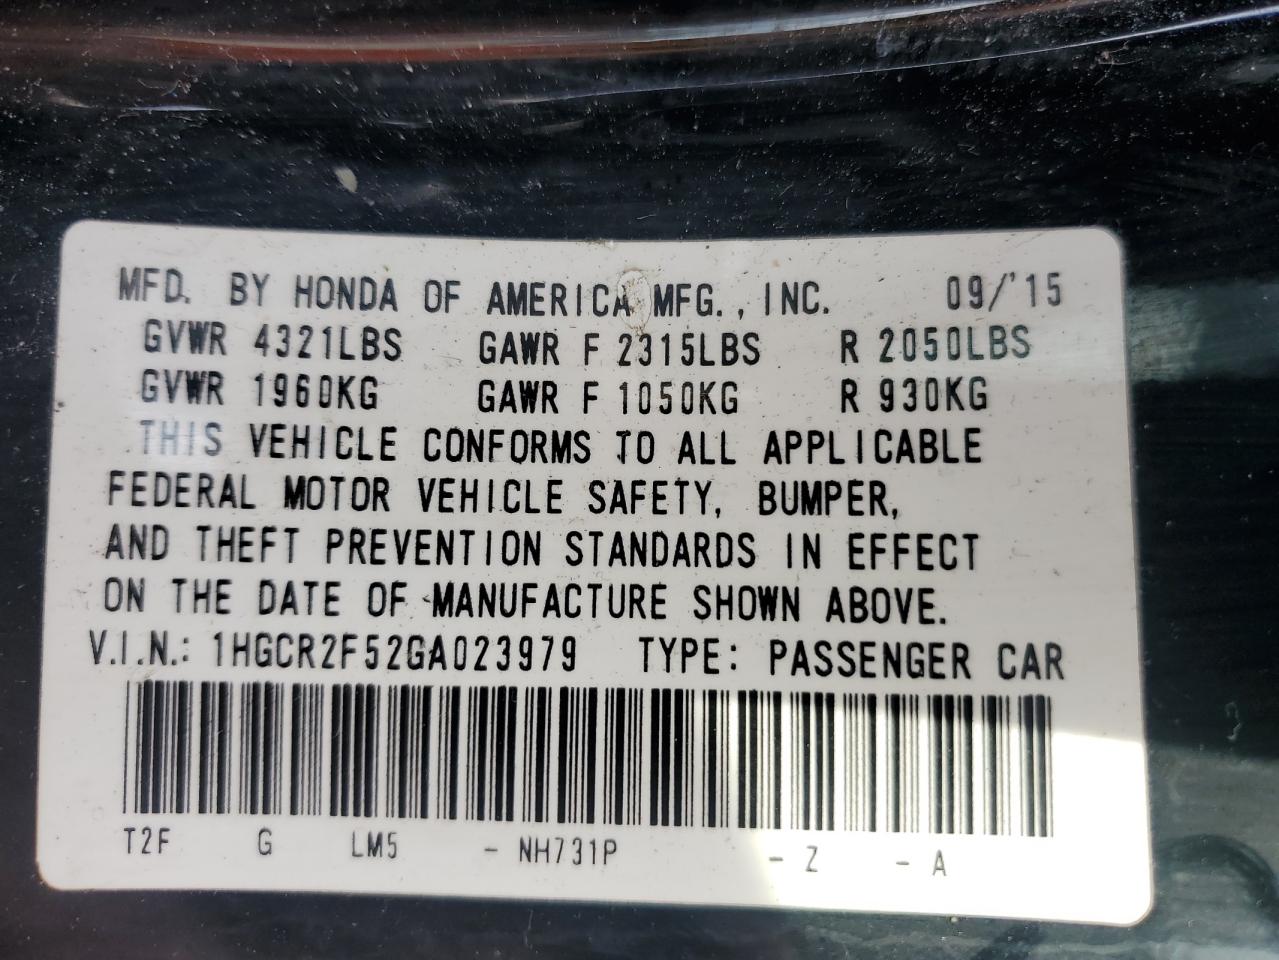 MFD. BY HONDA OF AMERICA MFG., INC. 09/'15
GVWR 4321LBS GAWR F 2315LBS R 2050LBS
GVWR 1960KG GAWR F 1050KG R 930KG
THIS VEHICLE CONFORMS TO ALL APPLICABLE
FEDERAL MOTOR VEHICLE SAFETY, BUMPER,
AND THEFT PREVENTION STANDARDS IN EFFECT
ON THE DATE OF MANUFACTURE SHOWN ABOVE.
V.I.N.: 1HGCR2F52GA023979 TYPE: PASSENGER CAR
T2F G LM5 - NH731P - Z - A